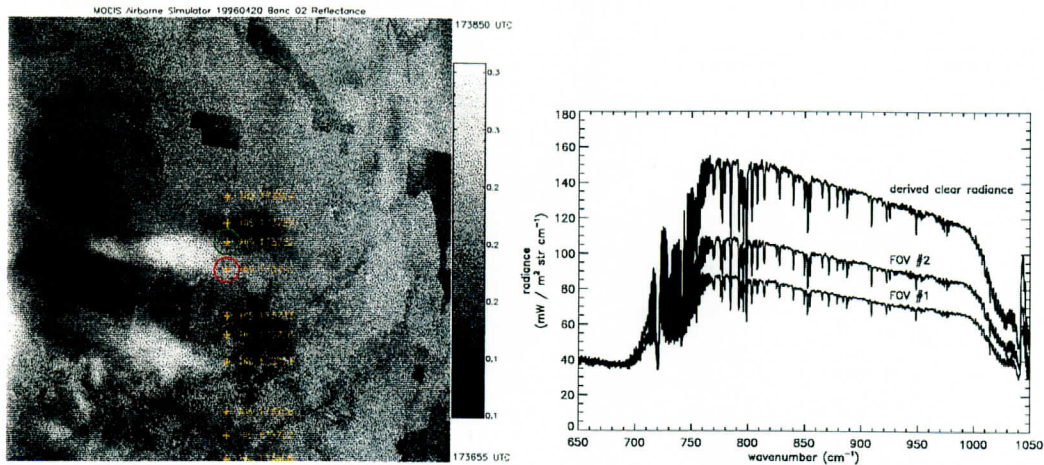 MODIS Airborne Simulator 19960420 Band 02 Reflectance
173850 UTC
0.3
0.3
0.2
0.2
0.2
0.1
0.1
173655 UTC
180
160
140
120
100
80
60
40
20
0
radiance
(mW / m² str cm⁻¹)
derived clear radiance
FOV #2
FOV #1
650
700
750
800
850
900
950
1000
1050
wavenumber (cm⁻¹)